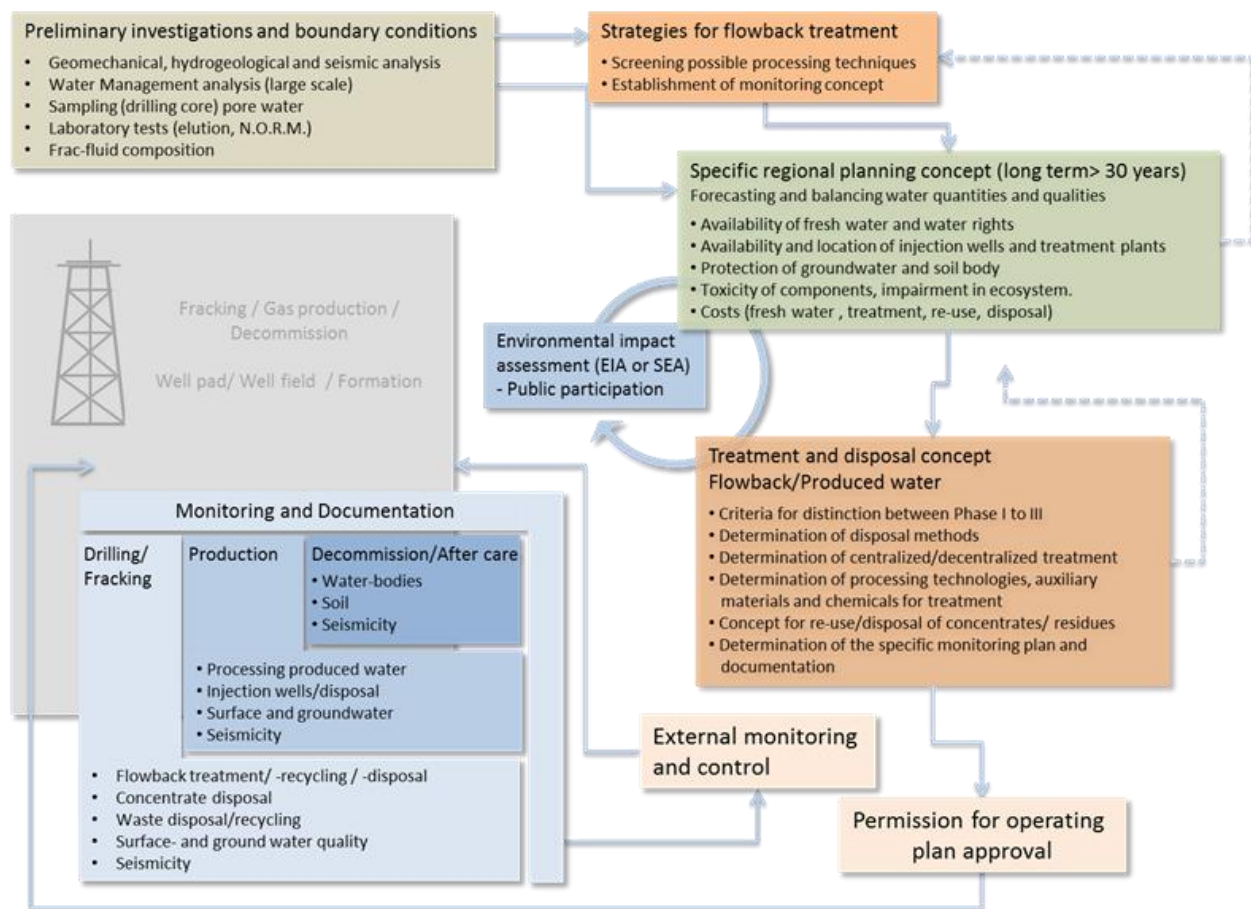 Preliminary investigations and boundary conditions
• Geomechanical, hydrogeological and seismic analysis
• Water Management analysis (large scale)
• Sampling (drilling core) pore water
• Laboratory tests (elution, N.O.R.M.)
• Frac-fluid composition
Strategies for flowback treatment
• Screening possible processing techniques
• Establishment of monitoring concept
Specific regional planning concept (long term> 30 years)
Forecasting and balancing water quantities and qualities
• Availability of fresh water and water rights
• Availability and location of injection wells and treatment plants
• Protection of groundwater and soil body
• Toxicity of components, impairment in ecosystem.
• Costs (fresh water , treatment, re-use, disposal)
Fracking / Gas production /
Decommission
Well pad/ Well field / Formation
Environmental impact
assessment (EIA or SEA)
- Public participation
Treatment and disposal concept
Flowback/Produced water
• Criteria for distinction between Phase I to III
• Determination of disposal methods
• Determination of centralized/decentralized treatment
• Determination of processing technologies, auxiliary
materials and chemicals for treatment
• Concept for re-use/disposal of concentrates/ residues
• Determination of the specific monitoring plan and
documentation
Monitoring and Documentation
Drilling/
Fracking
Production
Decommission/After care
• Water-bodies
• Soil
• Seismicity
• Processing produced water
• Injection wells/disposal
• Surface and groundwater
• Seismicity
• Flowback treatment/ -recycling / -disposal
• Concentrate disposal
• Waste disposal/recycling
• Surface- and ground water quality
• Seismicity
External monitoring
and control
Permission for operating
plan approval